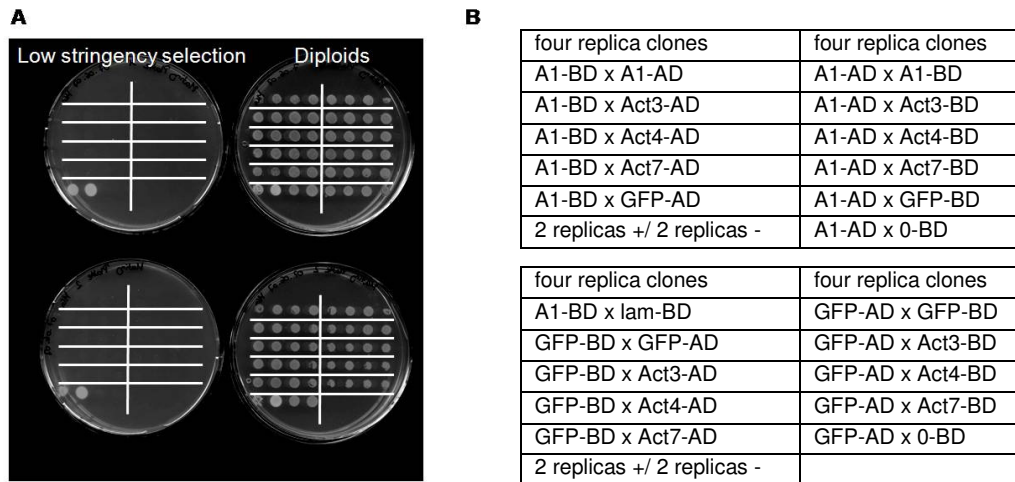 A
B
Low stringency selection
Diploids
four replica clones four replica clones
A1-BD x A1-AD A1-AD x A1-BD
A1-BD x Act3-AD A1-AD x Act3-BD
A1-BD x Act4-AD A1-AD x Act4-BD
A1-BD x Act7-AD A1-AD x Act7-BD
A1-BD x GFP-AD A1-AD x GFP-BD
2 replicas +/ 2 replicas - A1-AD x 0-BD
four replica clones four replica clones
A1-BD x lam-BD GFP-AD x GFP-BD
GFP-BD x GFP-AD GFP-AD x Act3-BD
GFP-BD x Act3-AD GFP-AD x Act4-BD
GFP-BD x Act4-AD GFP-AD x Act7-BD
GFP-BD x Act7-AD GFP-AD x 0-BD
2 replicas +/ 2 replicas -